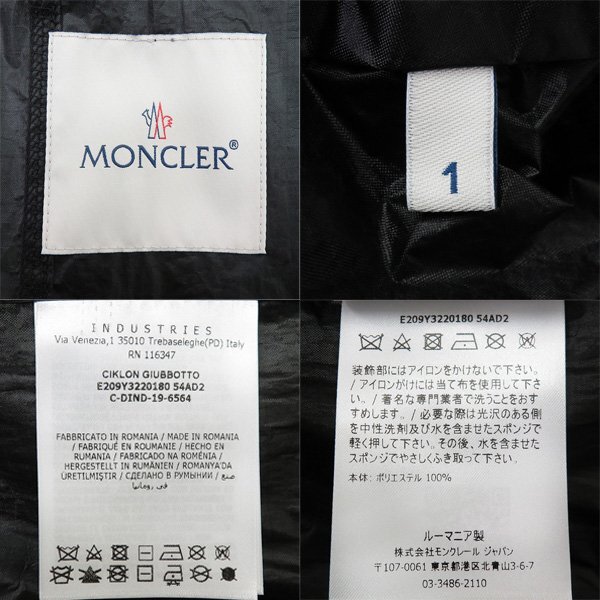 MONCLER®
1
INDUSTRIES
Via Venezia,1 35010 Trebaseleghe(PD) Italy
RN 116347
CIKLON GIUBBOTTO
E209Y3220180 54AD2
C-DIND-19-6564
FABBRICATO IN ROMANIA / MADE IN ROMANIA
/ FABRIQUÉ EN ROUMANIE / HECHO EN
RUMANIA / FABRICADO NA ROMÉNIA /
HERGESTELLT IN RUMÄNIEN / ROMANYA'DA
ÜRETILMIŞTIR / СДЕЛАНО В РУМЫНИИ / صنع
في رومانيا
E209Y3220180 54AD2
装飾部にはアイロンをかけないで下さい。
/ アイロンがけには当て布を使用して下さ
い。/ 著名な専門業者で洗うことをおす
すめします。/ 必要な際は光沢のある側
を中性洗剤及び水を含ませたスポンジで
軽く押して下さい。その後、水を含ませた
スポンジでやさしくふき取って下さい。
本体: ポリエステル 100%
ルーマニア製
株式会社モンクレール ジャパン
〒107-0061 東京都港区北青山3-6-7
03-3486-2110